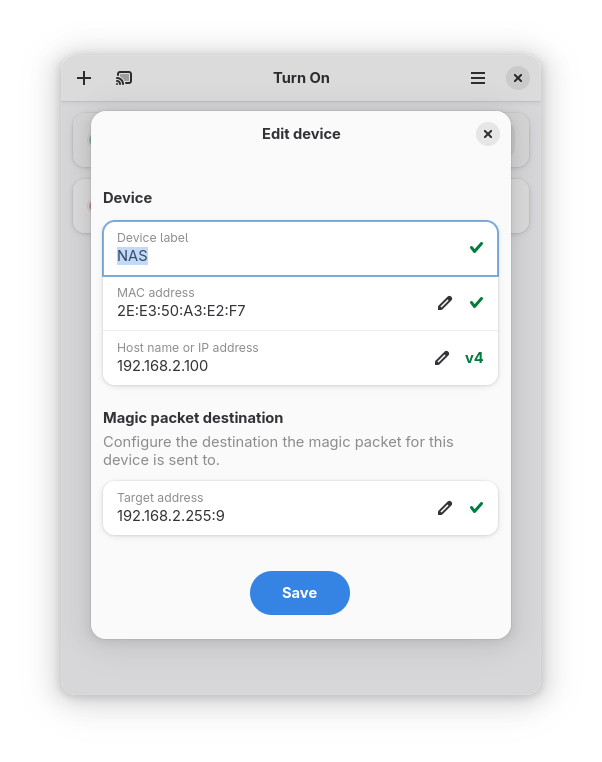 Turn On
Edit device
Device
Device label
NAS
MAC address
2E:E3:50:A3:E2:F7
Host name or IP address
192.168.2.100
v4
Magic packet destination
Configure the destination the magic packet for this
device is sent to.
Target address
192.168.2.255:9
Save